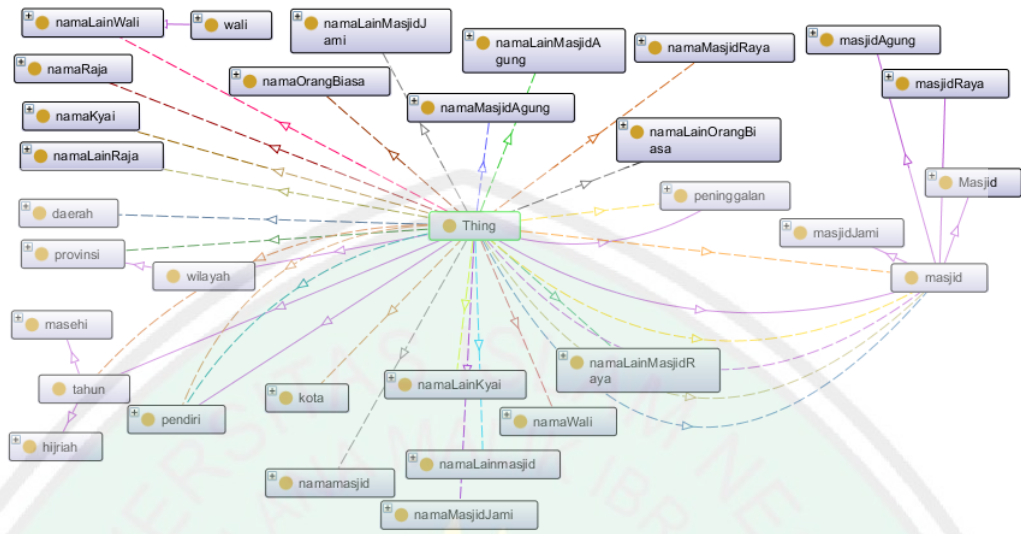 namaLainWali
wali
namaLainMasjidJ
ami
namaLainMasjidA
gung
namaMasjidRaya
masjidAgung
namaRaja
namaOrangBiasa
masjidRaya
namaKyai
namaMasjidAgung
namaLainOrangBi
asa
namaLainRaja
Masjid
peninggalan
daerah
Thing
masjidJami
provinsi
wilayah
masjid
masehi
namaLainMasjidR
aya
tahun
kota
namaLainKyai
pendiri
namaWali
hijriah
namaLainmasjid
namamasjid
namaMasjidJami